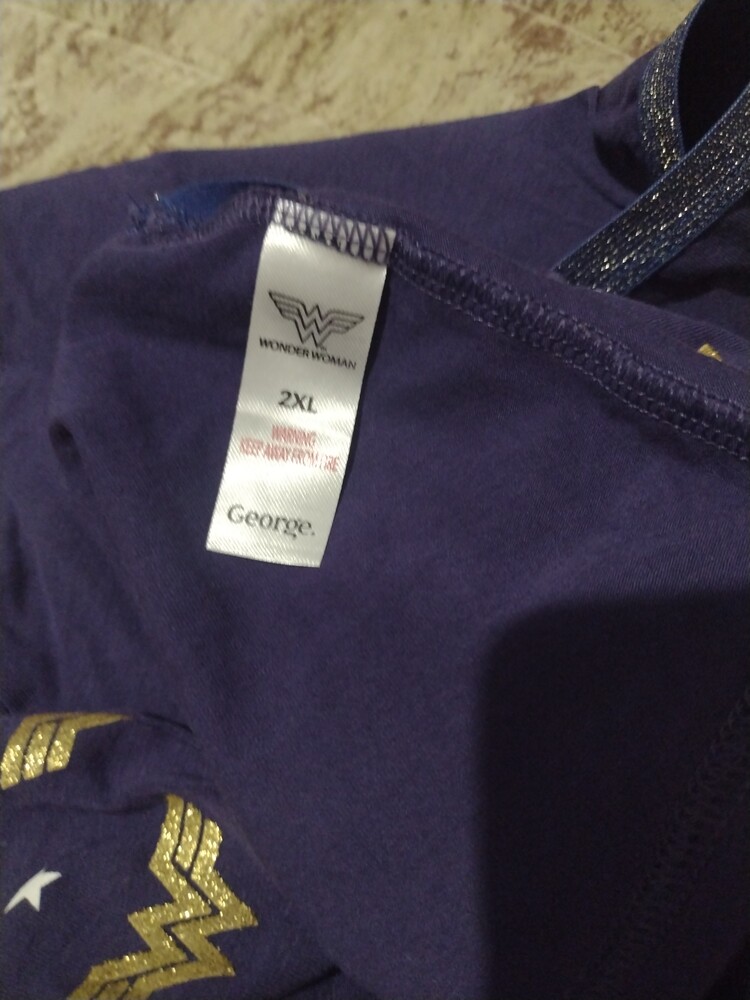 WONDER WOMAN
2XL
WARNING
KEEP AWAY FROM FIRE
George.